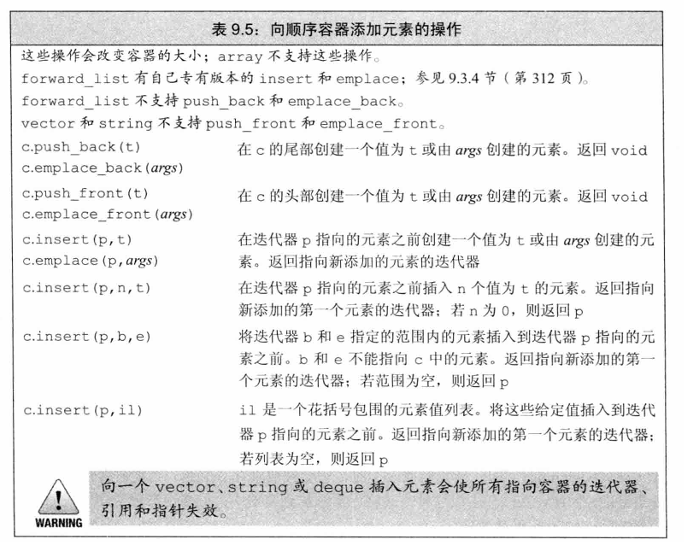 表 9.5：向顺序容器添加元素的操作
这些操作会改变容器的大小；array 不支持这些操作。
forward_list 有自己专有版本的 insert 和 emplace；参见 9.3.4 节（第 312 页）。
forward_list 不支持 push_back 和 emplace_back。
vector 和 string 不支持 push_front 和 emplace_front。
c.push_back(t) 在 c 的尾部创建一个值为 t 或由 args 创建的元素。返回 void
c.emplace_back(args)
c.push_front(t) 在 c 的头部创建一个值为 t 或由 args 创建的元素。返回 void
c.emplace_front(args)
c.insert(p,t) 在迭代器 p 指向的元素之前创建一个值为 t 或由 args 创建的元
c.emplace(p,args) 素。返回指向新添加的元素的迭代器
c.insert(p,n,t) 在迭代器 p 指向的元素之前插入 n 个值为 t 的元素。返回指向
新添加的第一个元素的迭代器；若 n 为 0，则返回 p
c.insert(p,b,e) 将迭代器 b 和 e 指定的范围内的元素插入到迭代器 p 指向的元
素之前。b 和 e 不能指向 c 中的元素。返回指向新添加的第一
个元素的迭代器；若范围为空，则返回 p
c.insert(p,il) il 是一个花括号包围的元素值列表。将这些给定值插入到迭代
器 p 指向的元素之前。返回指向新添加的第一个元素的迭代器；
若列表为空，则返回 p
向一个 vector、string 或 deque 插入元素会使所有指向容器的迭代器、
引用和指针失效。
WARNING